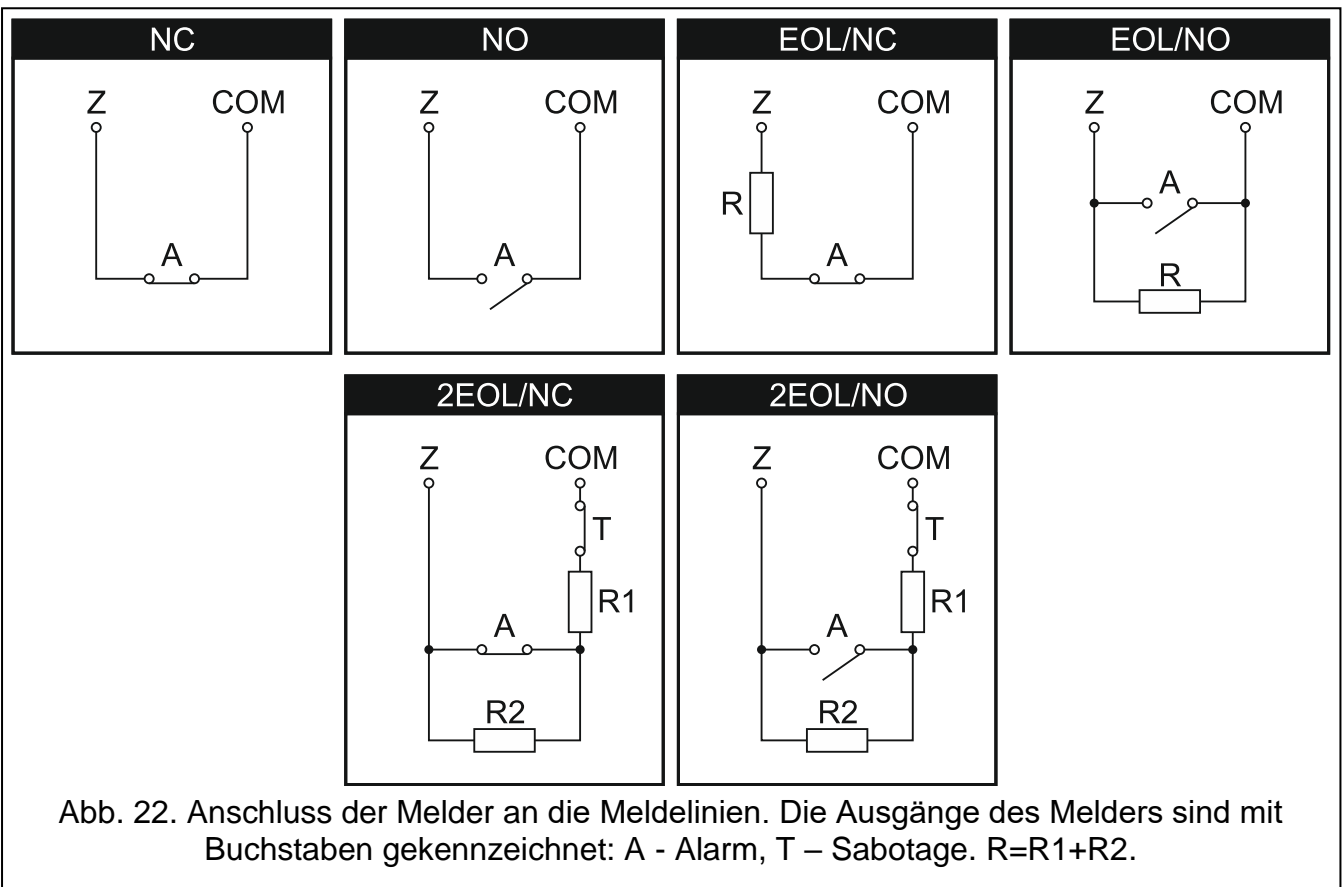 NC
Z COM
A
NO
Z COM
A
EOL/NC
Z COM
R
A
EOL/NO
Z COM
A
R
2EOL/NC
Z COM
T
R1
A
R2
2EOL/NO
Z COM
T
R1
A
R2
Abb. 22. Anschluss der Melder an die Meldelinien. Die Ausgänge des Melders sind mit
Buchstaben gekennzeichnet: A - Alarm, T – Sabotage. R=R1+R2.